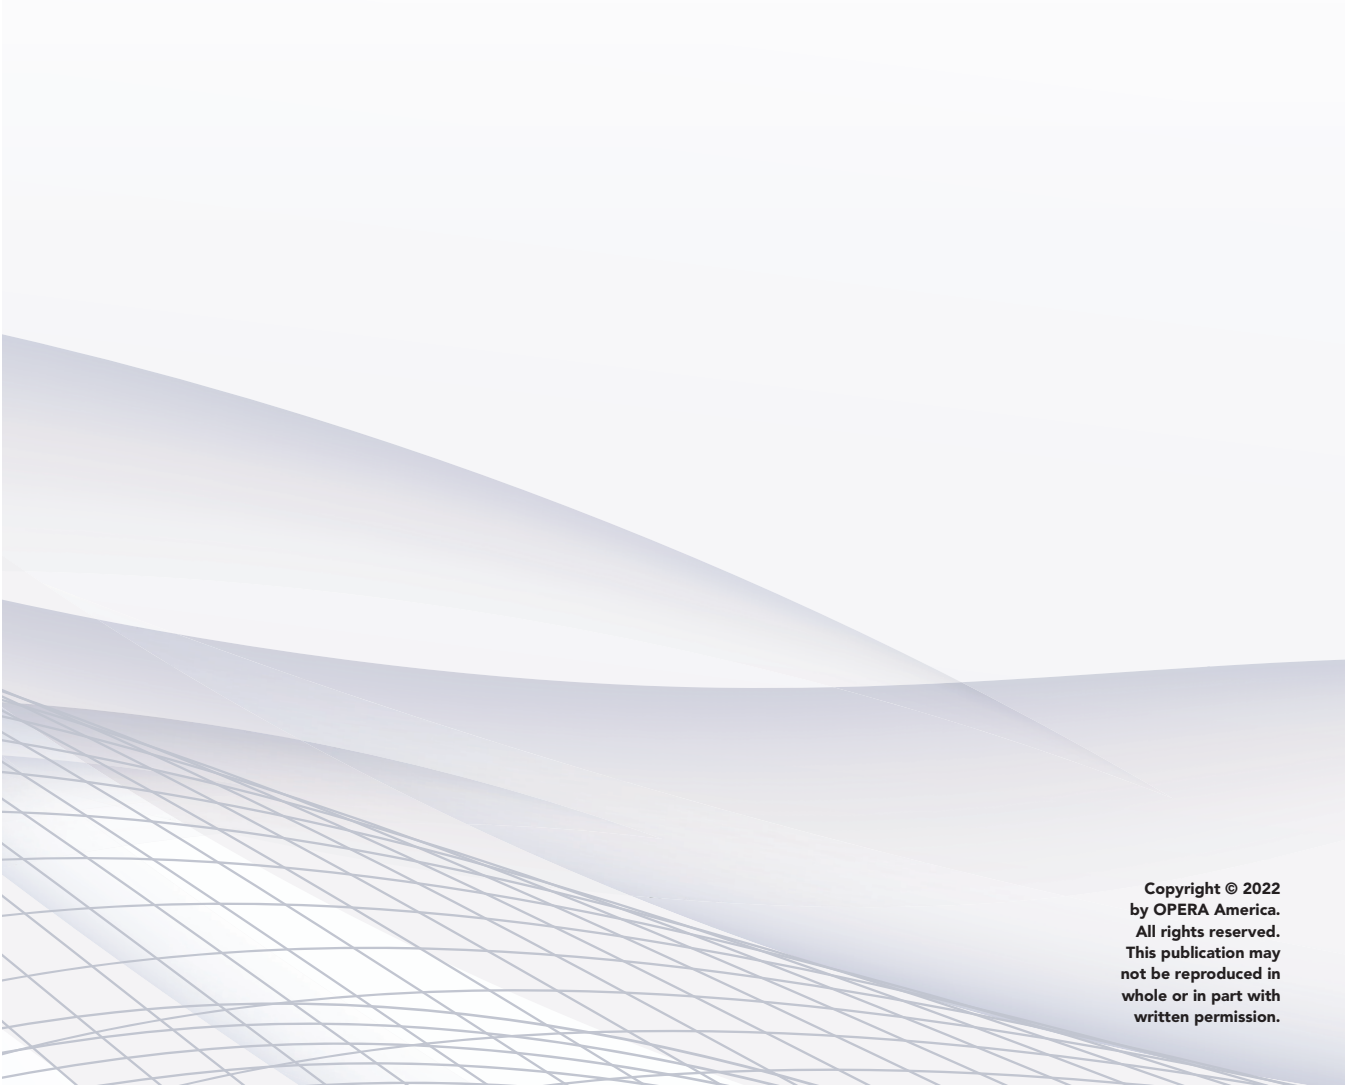 Copyright © 2022
by OPERA America.
All rights reserved.
This publication may
not be reproduced in
whole or in part with
written permission.